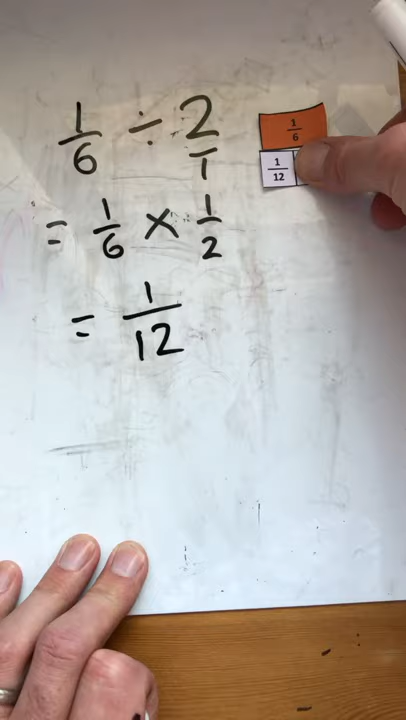 1/6 ÷ 2/1
= 1/6 × 1/2
= 1/12
1/6
1/12